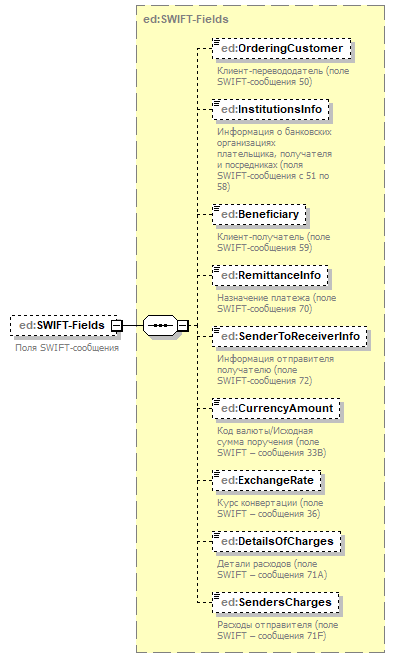 ed:SWIFT-Fields
ed:OrderingCustomer
Клиент-перевододатель (поле
SWIFT-сообщения 50)
ed:InstitutionsInfo
Информация о банковских
организациях
плательщика, получателя
и посредниках (поля
SWIFT-сообщения с 51 по
58)
ed:Beneficiary
Клиент-получатель (поле
SWIFT-сообщения 59)
ed:RemittanceInfo
Назначение платежа (поле
SWIFT-сообщения 70)
ed:SWIFT-Fields
Поля SWIFT-сообщения
ed:SenderToReceiverInfo
Информация отправителя
получателю (поле
SWIFT-сообщения 72)
ed:CurrencyAmount
Код валюты/Исходная
сумма поручения (поле
SWIFT – сообщения 33B)
ed:ExchangeRate
Курс конвертации (поле
SWIFT – сообщения 36)
ed:DetailsOfCharges
Детали расходов (поле
SWIFT – сообщения 71A)
ed:SendersCharges
Расходы отправителя (поле
SWIFT – сообщения 71F)